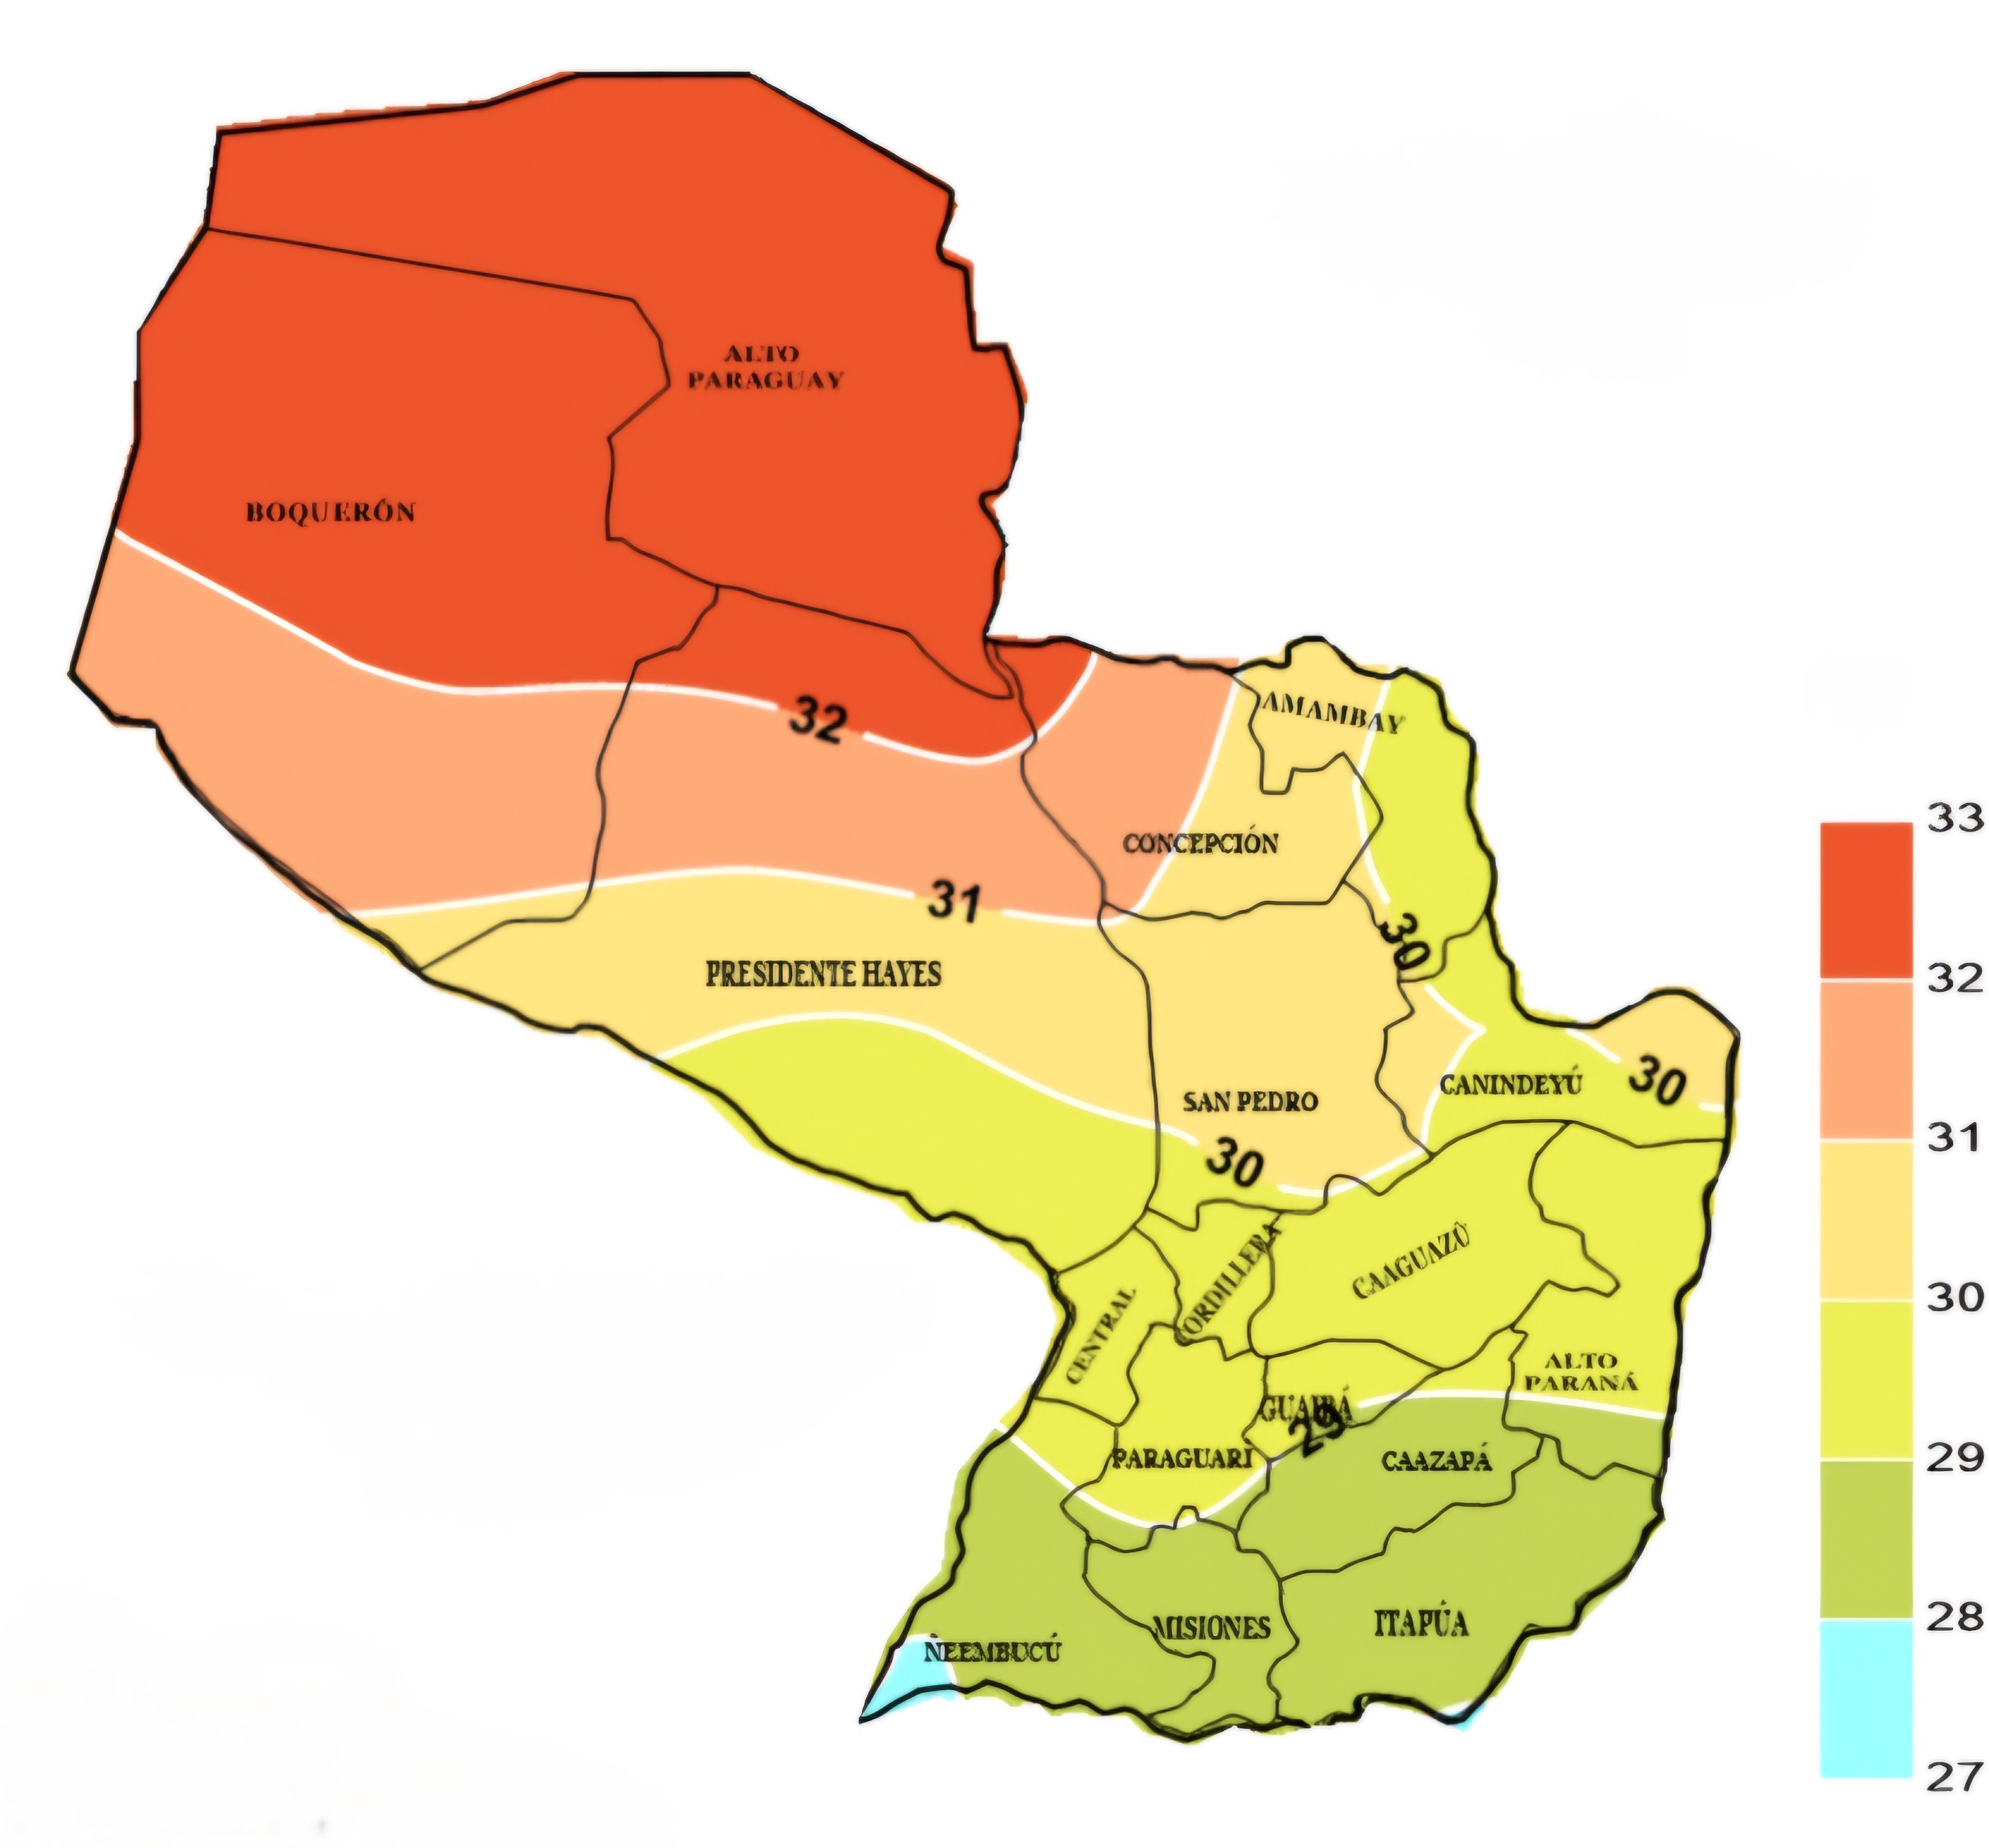 ALTO
PARAGUAY
BOQUERÓN
AMAMBAY
32
CONCEPCIÓN
31
30
PRESIDENTE HAYES
SAN PEDRO
CANINDEYÚ
30
30
CORDILLERA
CAAGUAZÚ
CENTRAL
ALTO
PARANÁ
GUAIRÁ
29
PARAGUARI
CAAZAPÁ
MISIONES
ITAPÚA
ÑEEMBUCÚ
33
32
31
30
29
28
27